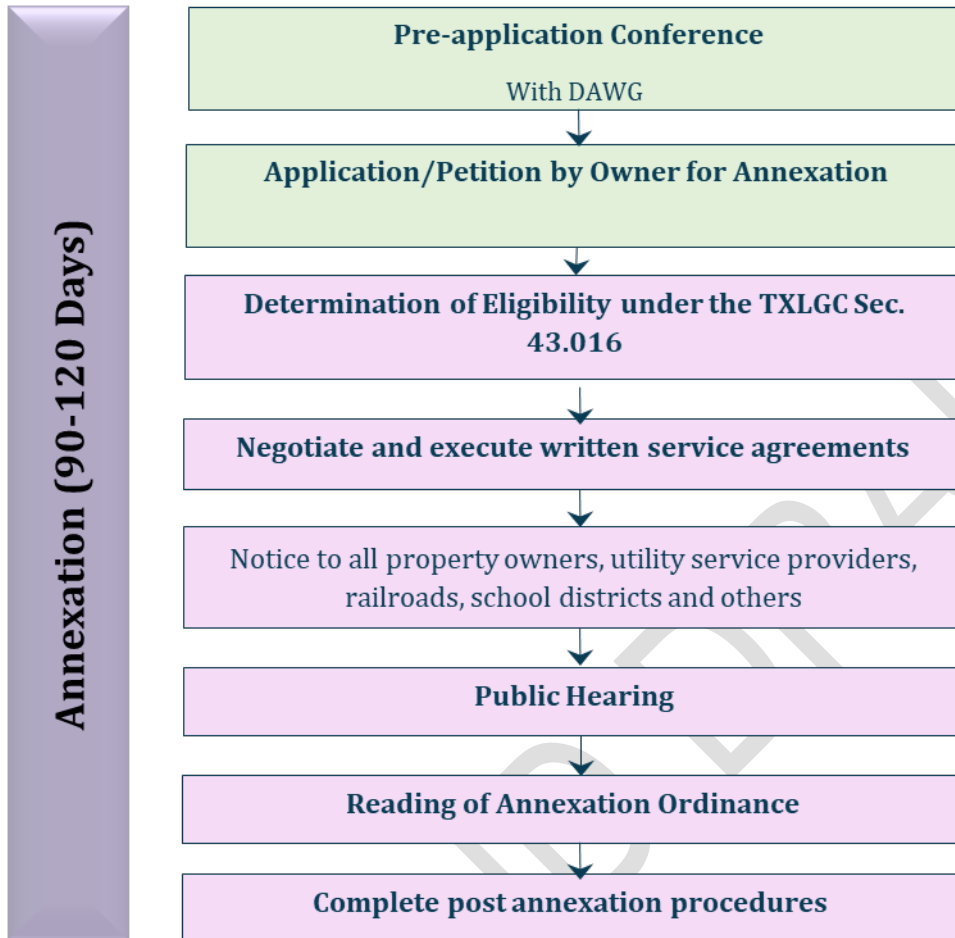 Annexation (90-120 Days)
Pre-application Conference
With DAWG
Application/Petition by Owner for Annexation
Determination of Eligibility under the TXLGC Sec.
43.016
Negotiate and execute written service agreements
Notice to all property owners, utility service providers,
railroads, school districts and others
Public Hearing
Reading of Annexation Ordinance
Complete post annexation procedures